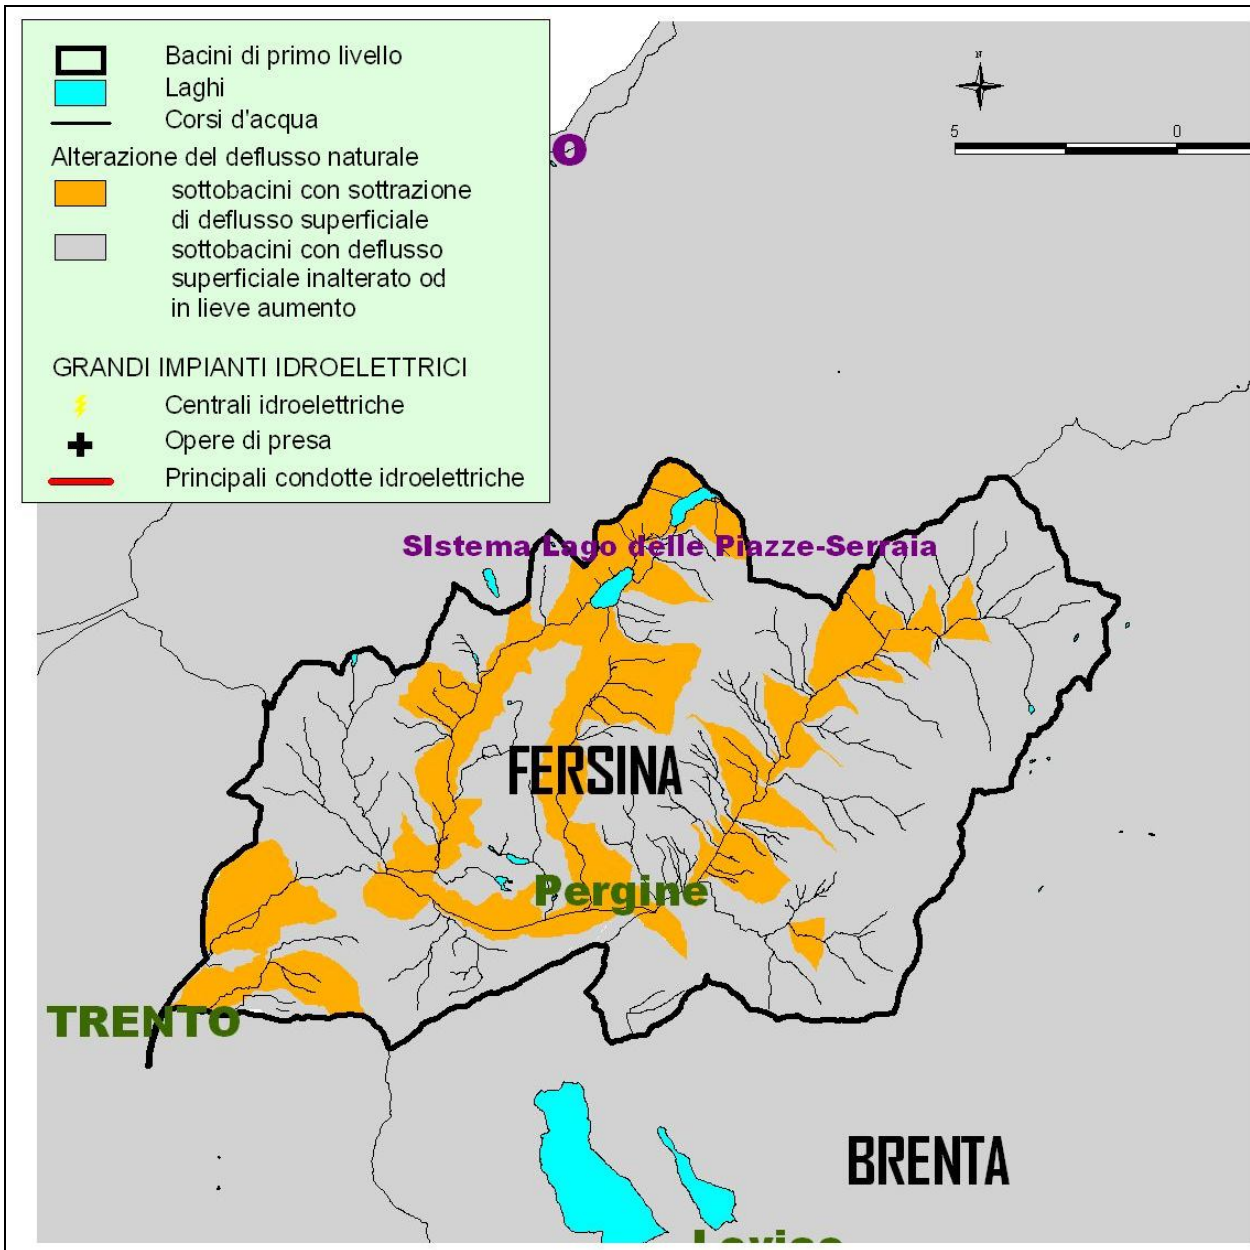 Bacini di primo livello
Laghi
Corsi d'acqua
Alterazione del deflusso naturale
sottobacini con sottrazione
di deflusso superficiale
sottobacini con deflusso
superficiale inalterato od
in lieve aumento
GRANDI IMPIANTI IDROELETTRICI
Centrali idroelettriche
Opere di presa
Principali condotte idroelettriche
N
5 0
O
SIstema Lago delle Piazze-Serraia
FERSINA
Pergine
TRENTO
BRENTA